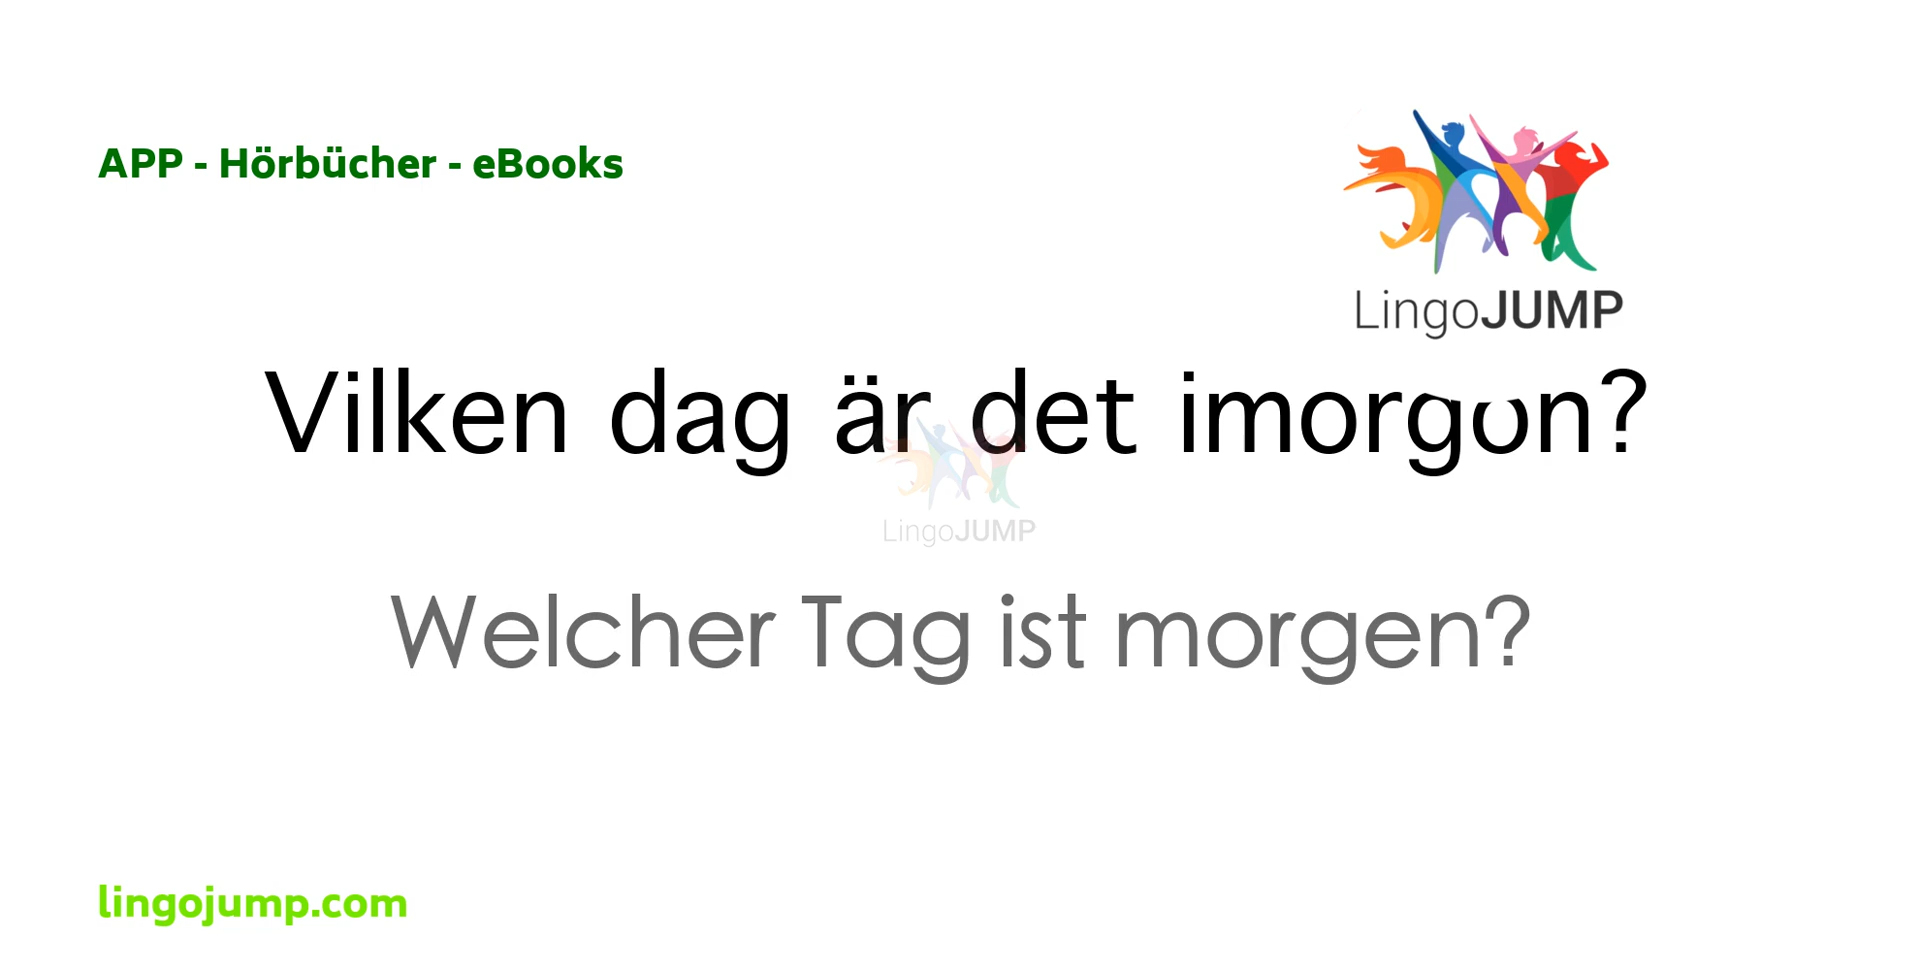 APP - Hörbücher - eBooks
LingoJUMP
Vilken dag är det imorgon?
LingoJUMP
Welcher Tag ist morgen?
lingojump.com